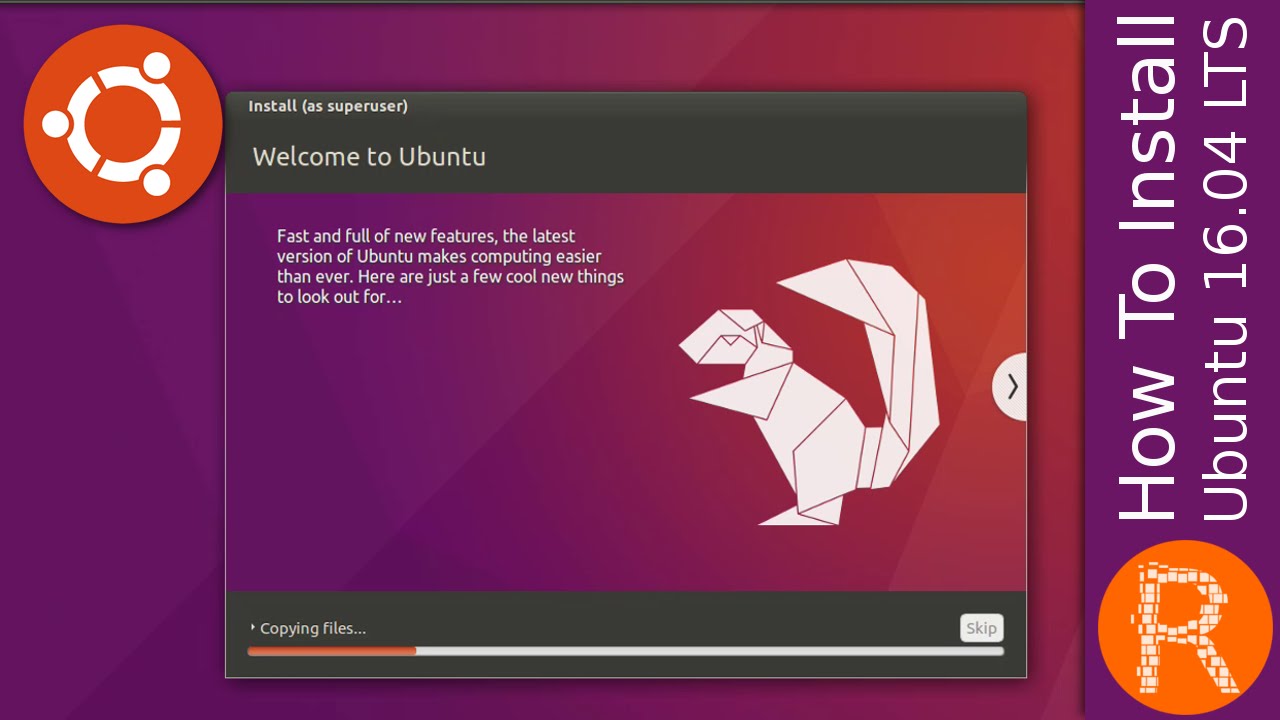 Install (as superuser)
Welcome to Ubuntu
Fast and full of new features, the latest
version of Ubuntu makes computing easier
than ever. Here are just a few cool new things
to look out for…
Copying files...
Skip
How To Install
Ubuntu 16.04 LTS
R